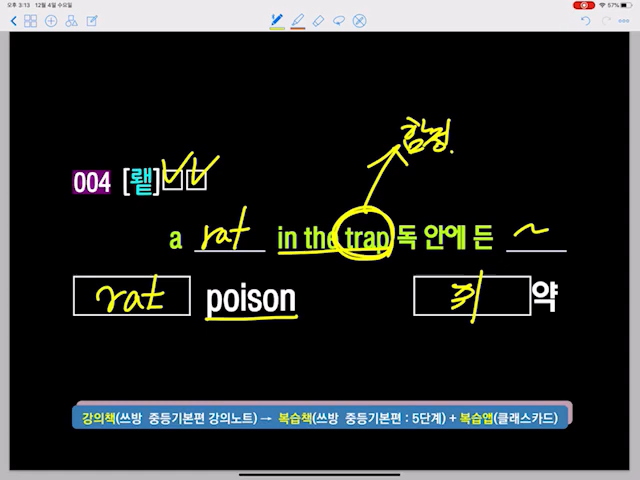 오후 3:13 12월 4일 수요일
57%
함정.
004 [랱]
a rat in the trap 독 안에 든 ~
rat poison 쥐 약
강의책(쓰방 중등기본편 강의노트) → 복습책(쓰방 중등기본편 : 5단계) + 복습앱(클래스카드)